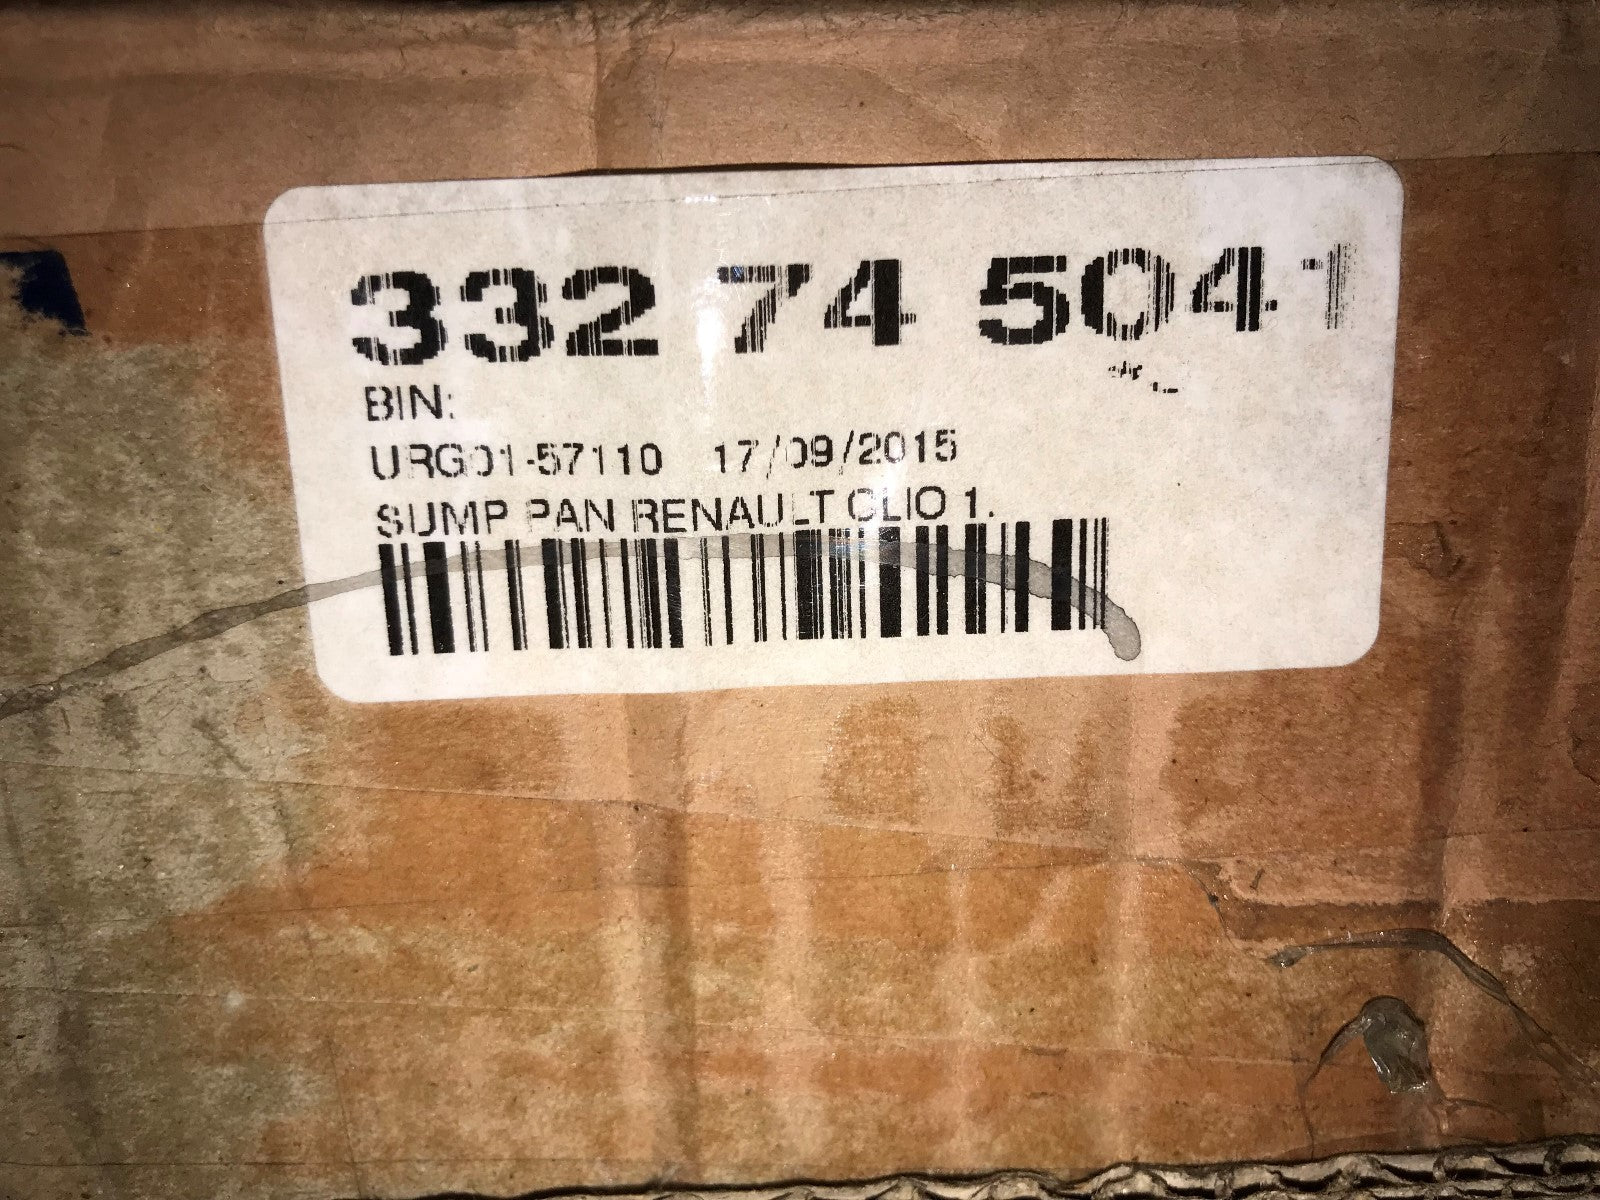 332 74 5041
BIN:
URG01-57110 17/09/2015
SUMP PAN RENAULT CLIO 1.